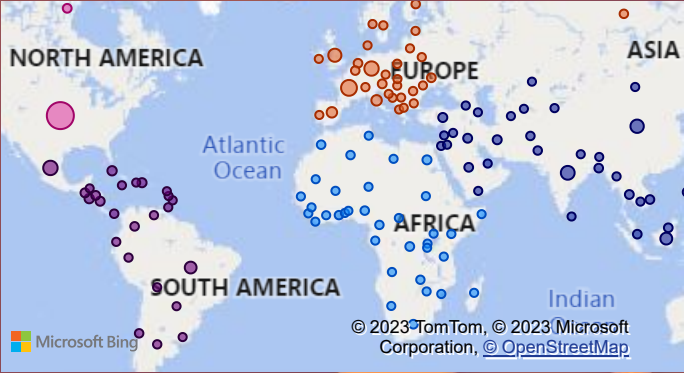 NORTH AMERICA
EUROPE
ASIA
Atlantic
Ocean
AFRICA
SOUTH AMERICA
Indian
© 2023 TomTom, © 2023 Microsoft
Corporation, © OpenStreetMap
Microsoft Bing